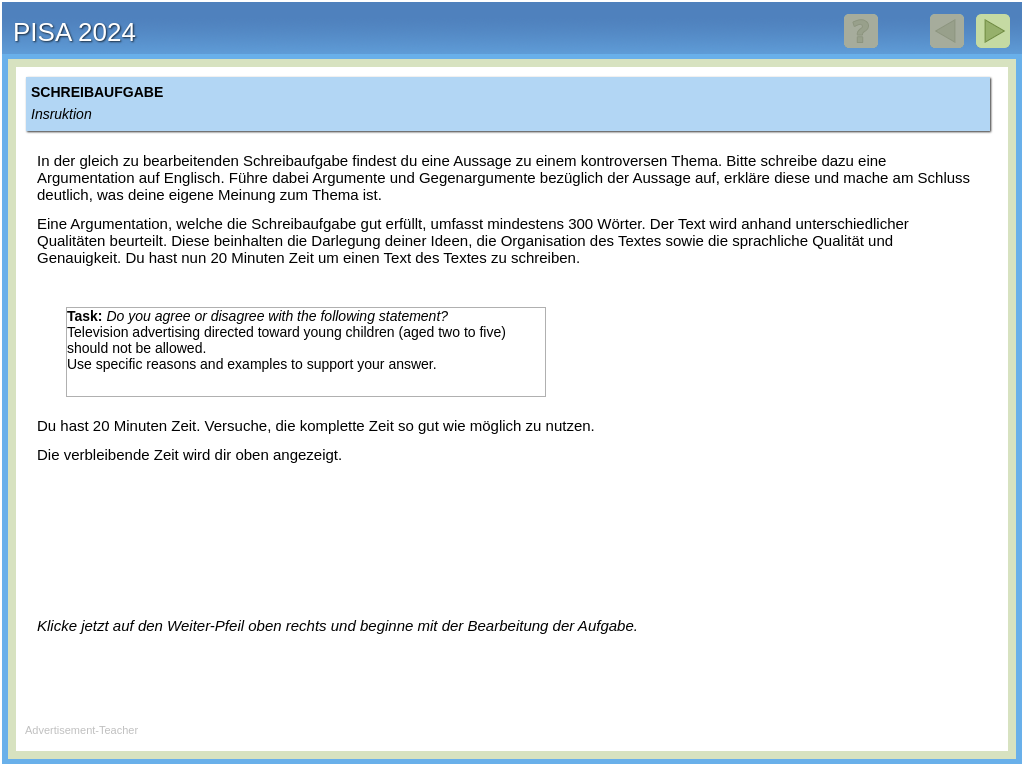 PISA 2024
SCHREIBAUFGABE
Insruktion
In der gleich zu bearbeitenden Schreibaufgabe findest du eine Aussage zu einem kontroversen Thema. Bitte schreibe dazu eine
Argumentation auf Englisch. Führe dabei Argumente und Gegenargumente bezüglich der Aussage auf, erkläre diese und mache am Schluss
deutlich, was deine eigene Meinung zum Thema ist.
Eine Argumentation, welche die Schreibaufgabe gut erfüllt, umfasst mindestens 300 Wörter. Der Text wird anhand unterschiedlicher
Qualitäten beurteilt. Diese beinhalten die Darlegung deiner Ideen, die Organisation des Textes sowie die sprachliche Qualität und
Genauigkeit. Du hast nun 20 Minuten Zeit um einen Text des Textes zu schreiben.
Task: Do you agree or disagree with the following statement?
Television advertising directed toward young children (aged two to five)
should not be allowed.
Use specific reasons and examples to support your answer.
Du hast 20 Minuten Zeit. Versuche, die komplette Zeit so gut wie möglich zu nutzen.
Die verbleibende Zeit wird dir oben angezeigt.
Klicke jetzt auf den Weiter-Pfeil oben rechts und beginne mit der Bearbeitung der Aufgabe.
Advertisement-Teacher